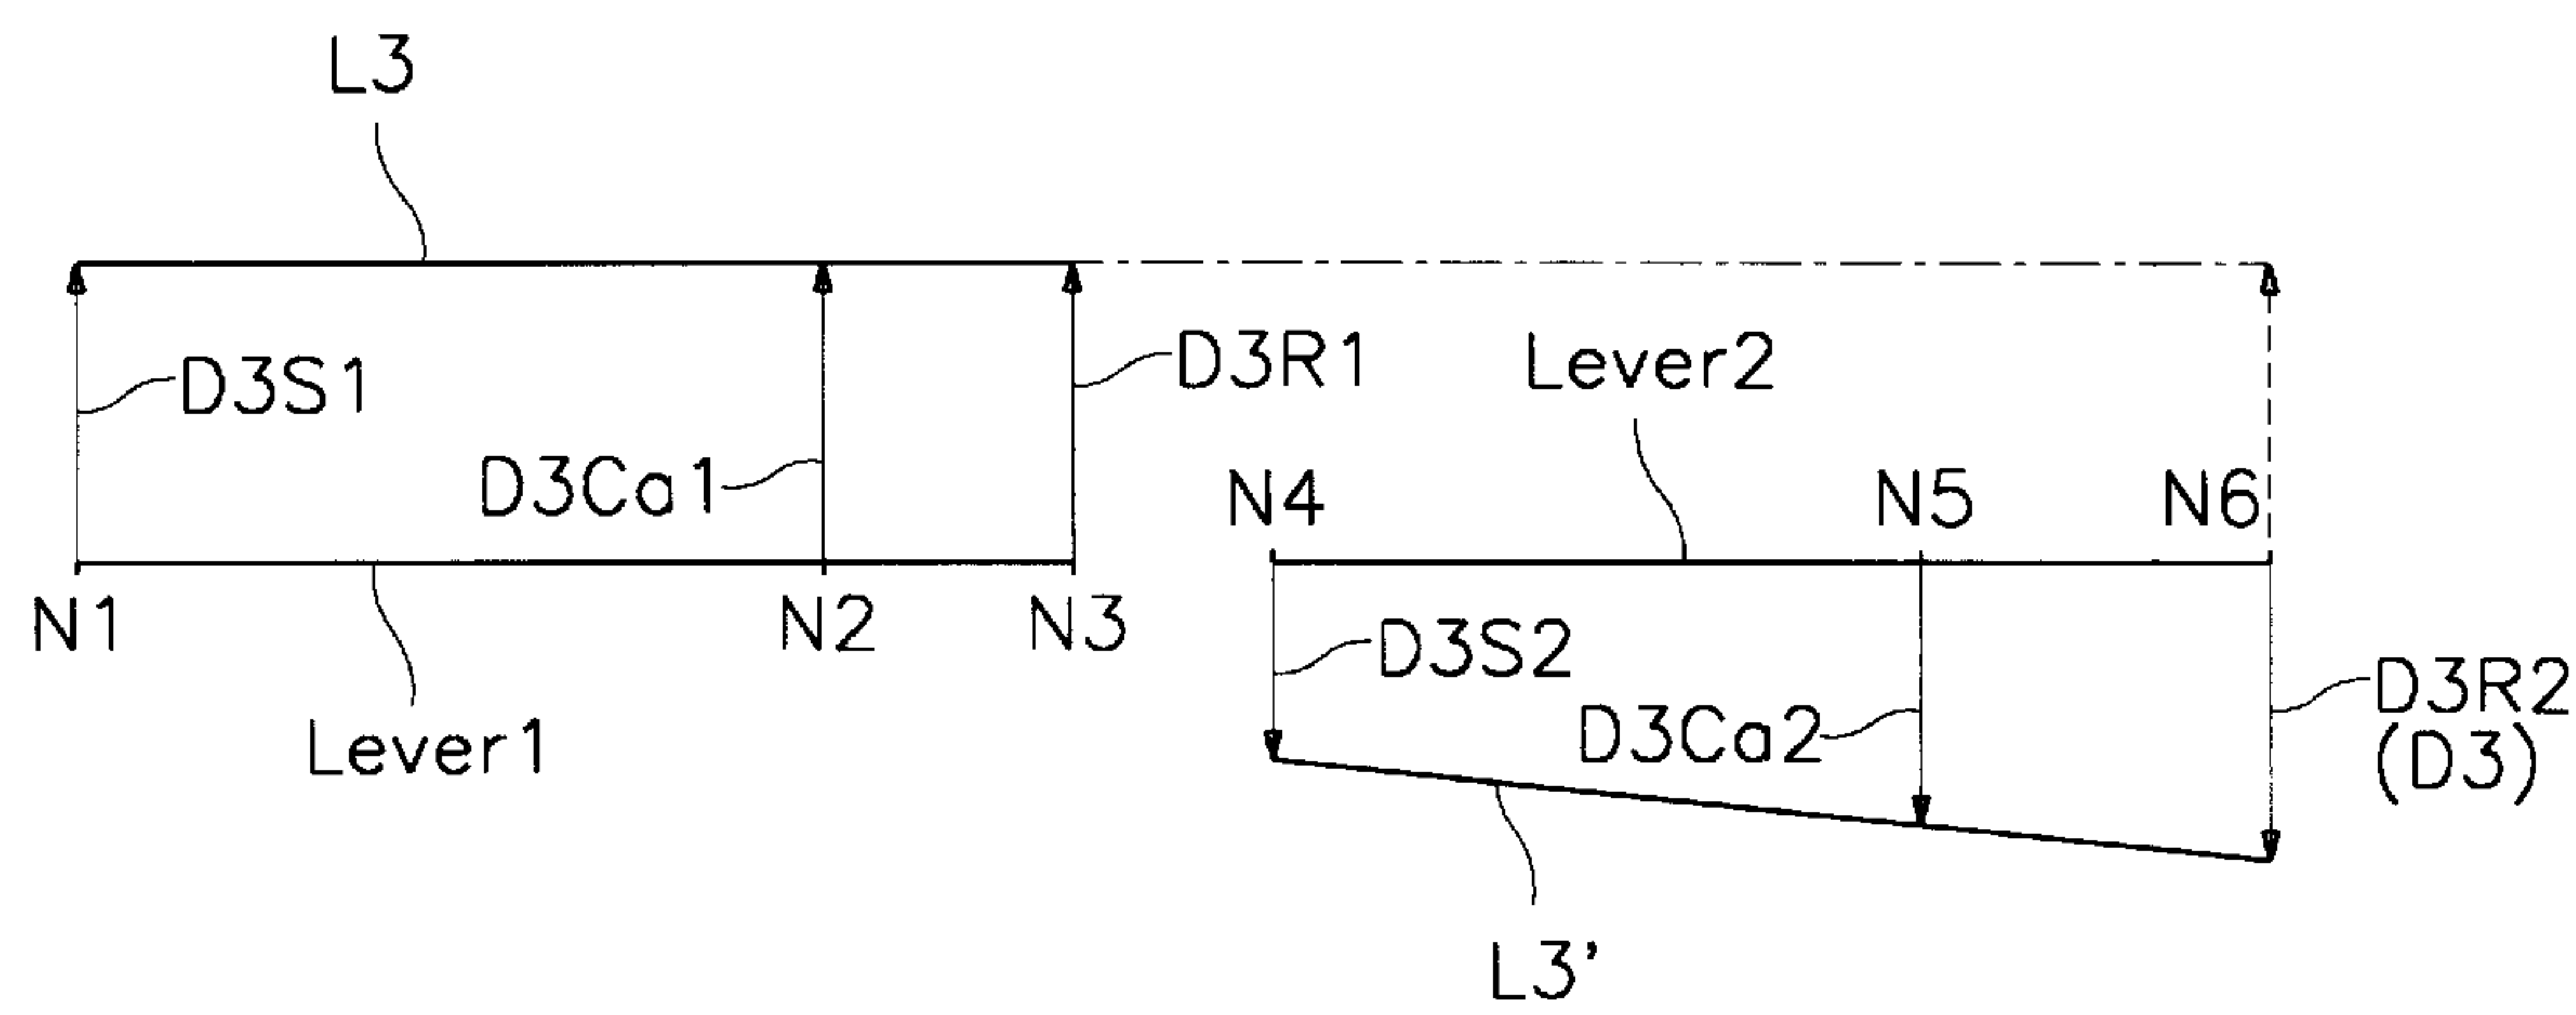 L3
D3S1
D3R1
Lever2
D3Ca1
N4
N5
N6
N1
N2
N3
D3S2
D3R2
(D3)
D3Ca2
Lever1
L3'